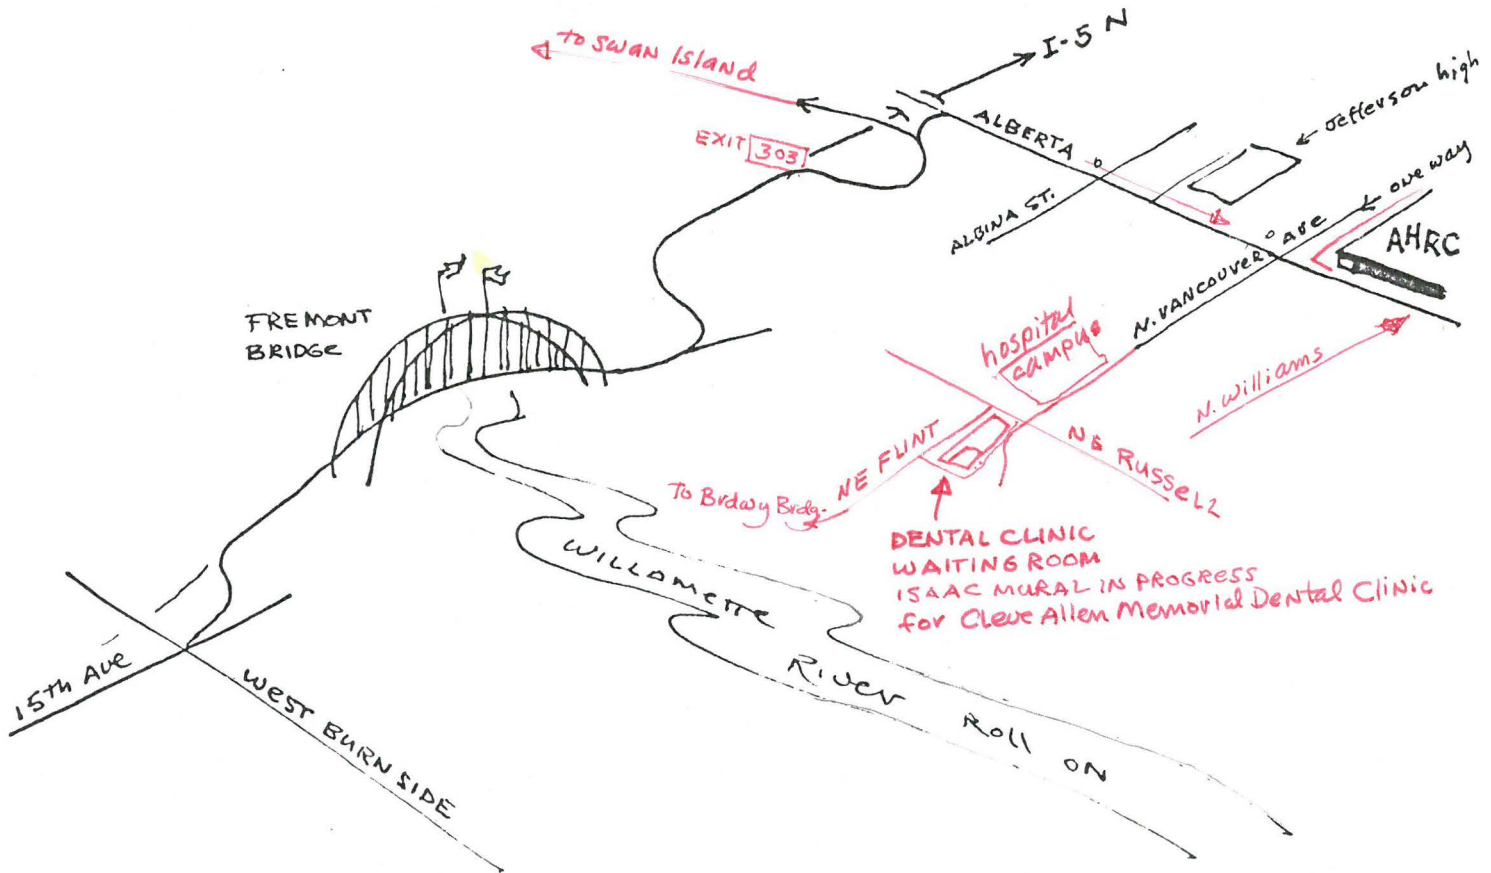 to Swan Island
I-5 N
EXIT 303
ALBERTA
Jefferson high
ALBINA ST.
one way
AHRC
N. VANCOUVER Ave
FREMONT
BRIDGE
hospital
campus
N. Williams
NE FLINT
NE RUSSELL
To Brdwy Brdg.
DENTAL CLINIC
WAITING ROOM
ISAAC MURAL IN PROGRESS
for Cleve Allen Memorial Dental Clinic
WILLAMETTE
RIVER ROLL ON
15th Ave
WEST BURNSIDE